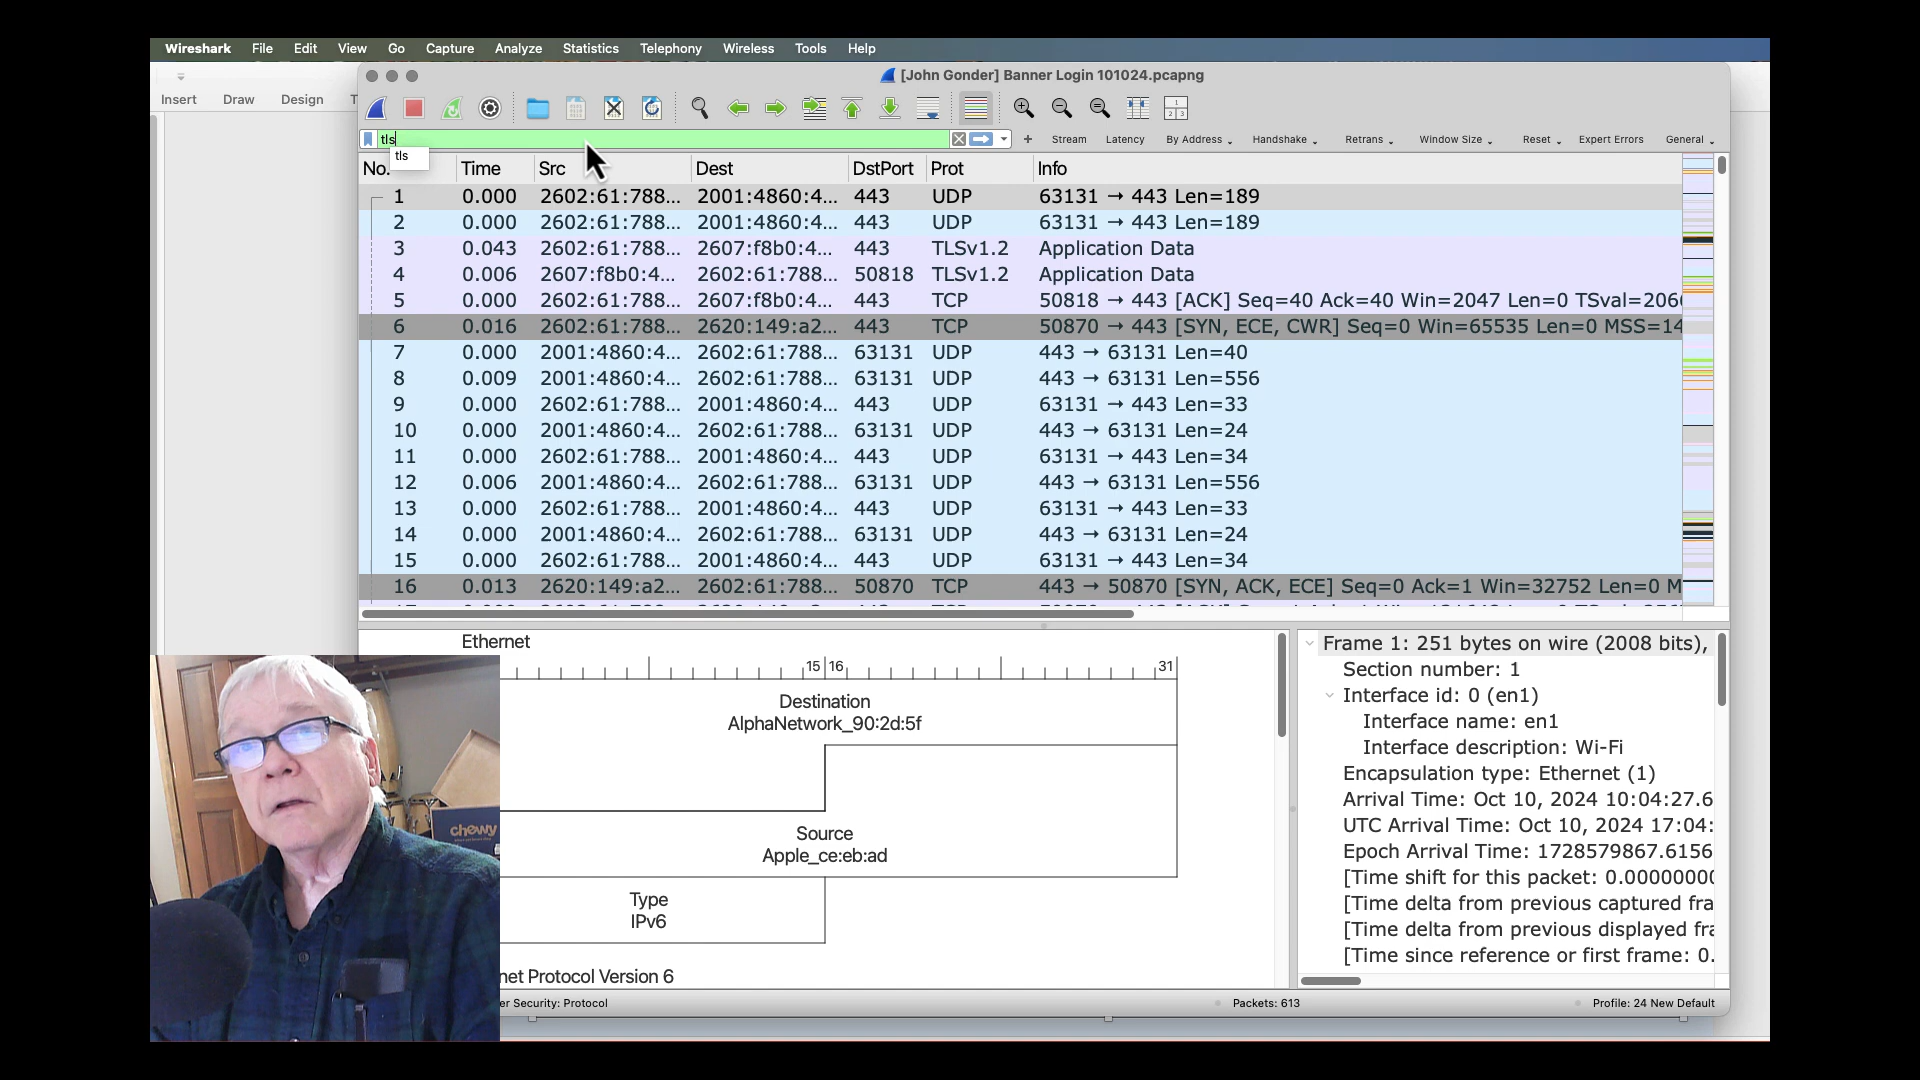 Wireshark File Edit View Go Capture Analyze Statistics Telephony Wireless Tools Help
Insert Draw Design T
[John Gonder] Banner Login 101024.pcapng
tls + Stream Latency By Address Handshake Retrans Window Size Reset Expert Errors General
tls
No. Time Src Dest DstPort Prot Info
1 0.000 2602:61:788... 2001:4860:4... 443 UDP 63131 → 443 Len=189
2 0.000 2602:61:788... 2001:4860:4... 443 UDP 63131 → 443 Len=189
3 0.043 2602:61:788... 2607:f8b0:4... 443 TLSv1.2 Application Data
4 0.006 2607:f8b0:4... 2602:61:788... 50818 TLSv1.2 Application Data
5 0.000 2602:61:788... 2607:f8b0:4... 443 TCP 50818 → 443 [ACK] Seq=40 Ack=40 Win=2047 Len=0 TSval=206
6 0.016 2602:61:788... 2620:149:a2... 443 TCP 50870 → 443 [SYN, ECE, CWR] Seq=0 Win=65535 Len=0 MSS=14
7 0.000 2001:4860:4... 2602:61:788... 63131 UDP 443 → 63131 Len=40
8 0.009 2001:4860:4... 2602:61:788... 63131 UDP 443 → 63131 Len=556
9 0.000 2602:61:788... 2001:4860:4... 443 UDP 63131 → 443 Len=33
10 0.000 2001:4860:4... 2602:61:788... 63131 UDP 443 → 63131 Len=24
11 0.000 2602:61:788... 2001:4860:4... 443 UDP 63131 → 443 Len=34
12 0.006 2001:4860:4... 2602:61:788... 63131 UDP 443 → 63131 Len=556
13 0.000 2602:61:788... 2001:4860:4... 443 UDP 63131 → 443 Len=33
14 0.000 2001:4860:4... 2602:61:788... 63131 UDP 443 → 63131 Len=24
15 0.000 2602:61:788... 2001:4860:4... 443 UDP 63131 → 443 Len=34
16 0.013 2620:149:a2... 2602:61:788... 50870 TCP 443 → 50870 [SYN, ACK, ECE] Seq=0 Ack=1 Win=32752 Len=0 M
Ethernet
15 16 31
Destination
AlphaNetwork_90:2d:5f
Source
Apple_ce:eb:ad
Type
IPv6
net Protocol Version 6
Frame 1: 251 bytes on wire (2008 bits),
Section number: 1
Interface id: 0 (en1)
Interface name: en1
Interface description: Wi-Fi
Encapsulation type: Ethernet (1)
Arrival Time: Oct 10, 2024 10:04:27.6
UTC Arrival Time: Oct 10, 2024 17:04:
Epoch Arrival Time: 1728579867.6156
[Time shift for this packet: 0.0000000
[Time delta from previous captured fra
[Time delta from previous displayed fra
[Time since reference or first frame: 0.
chewy
er Security: Protocol Packets: 613 Profile: 24 New Default